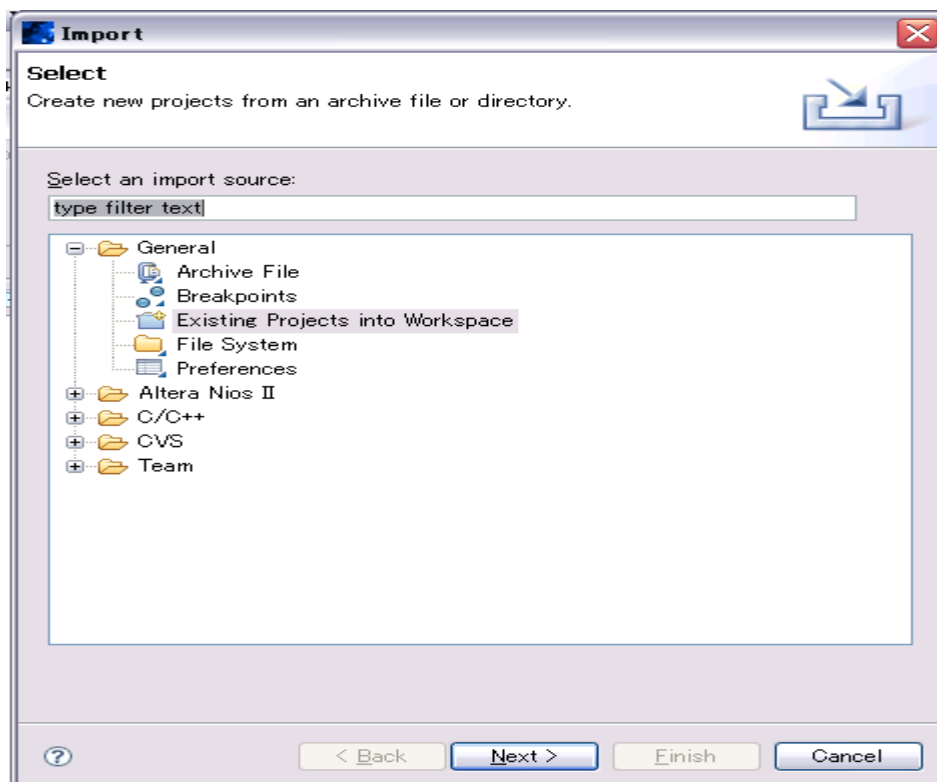 Import
Select
Create new projects from an archive file or directory.
Select an import source:
type filter text
General
Archive File
Breakpoints
Existing Projects into Workspace
File System
Preferences
Altera Nios II
C/C++
CVS
Team
? < Back Next > Finish Cancel